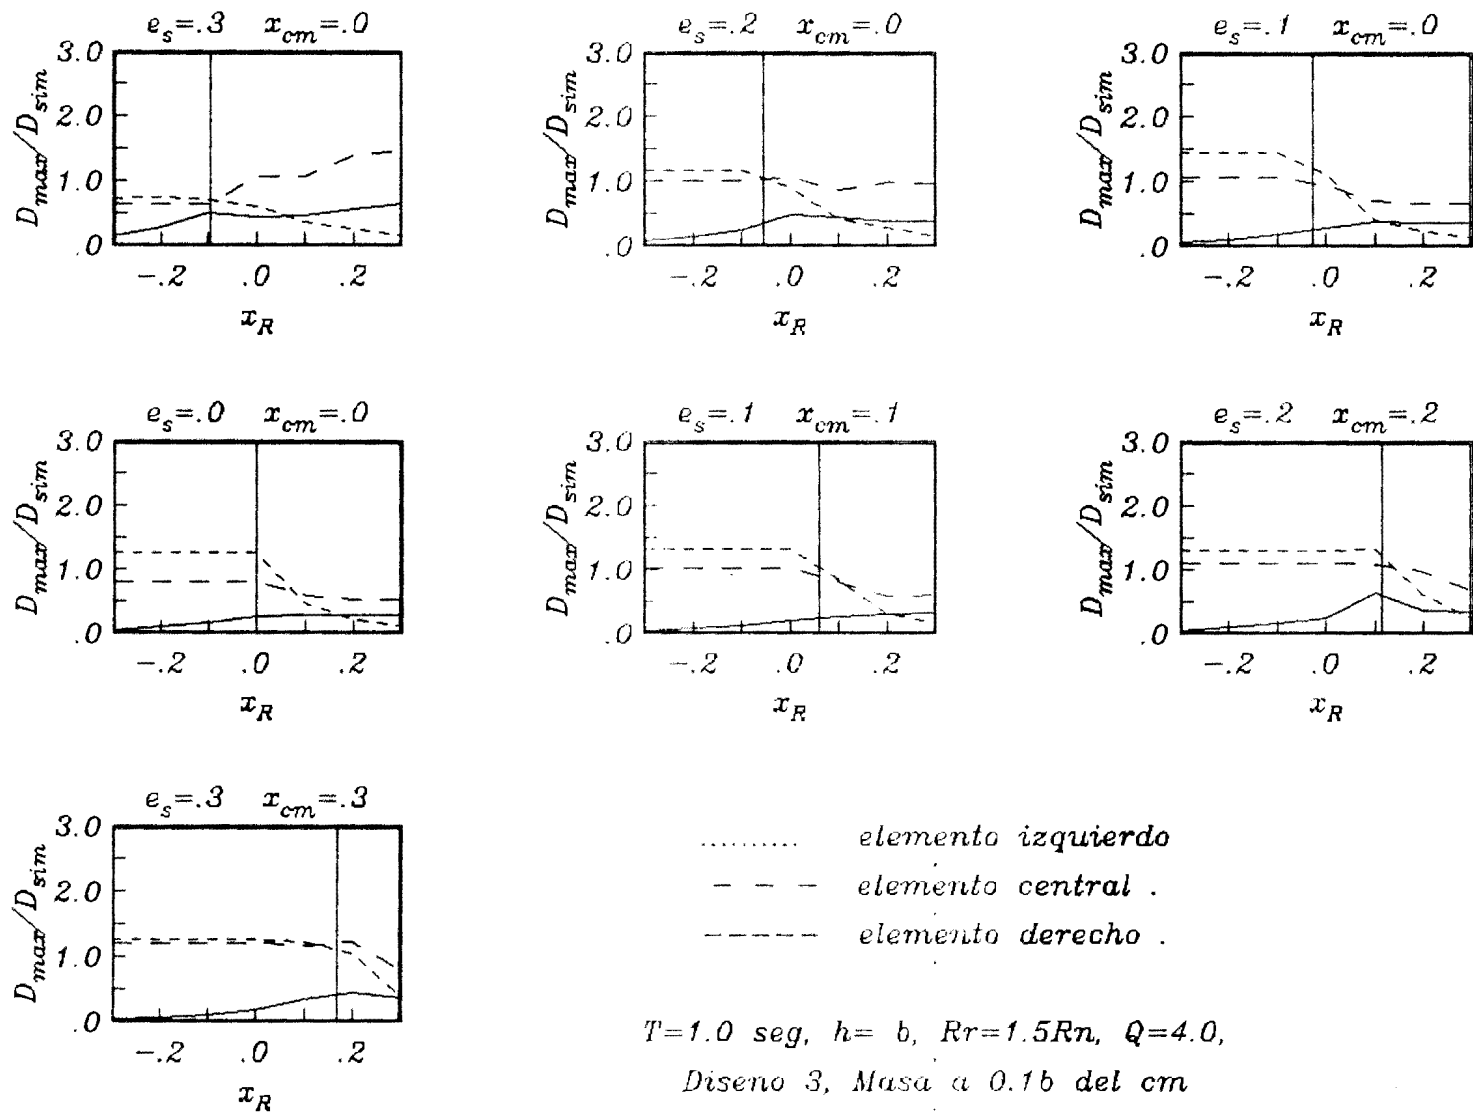 e_s=.3 x_cm=.0
D_max/D_sim
3.0
2.0
1.0
.0
-.2 .0 .2
x_R
e_s=.2 x_cm=.0
D_max/D_sim
3.0
2.0
1.0
.0
-.2 .0 .2
x_R
e_s=.1 x_cm=.0
D_max/D_sim
3.0
2.0
1.0
.0
-.2 .0 .2
x_R
e_s=.0 x_cm=.0
D_max/D_sim
3.0
2.0
1.0
.0
-.2 .0 .2
x_R
e_s=.1 x_cm=.1
D_max/D_sim
3.0
2.0
1.0
.0
-.2 .0 .2
x_R
e_s=.2 x_cm=.2
D_max/D_sim
3.0
2.0
1.0
.0
-.2 .0 .2
x_R
e_s=.3 x_cm=.3
D_max/D_sim
3.0
2.0
1.0
.0
-.2 .0 .2
x_R
elemento izquierdo
elemento central .
elemento derecho .
T=1.0 seg, h= b, Rr=1.5Rn, Q=4.0,
Diseno 3, Masa a 0.1b del cm